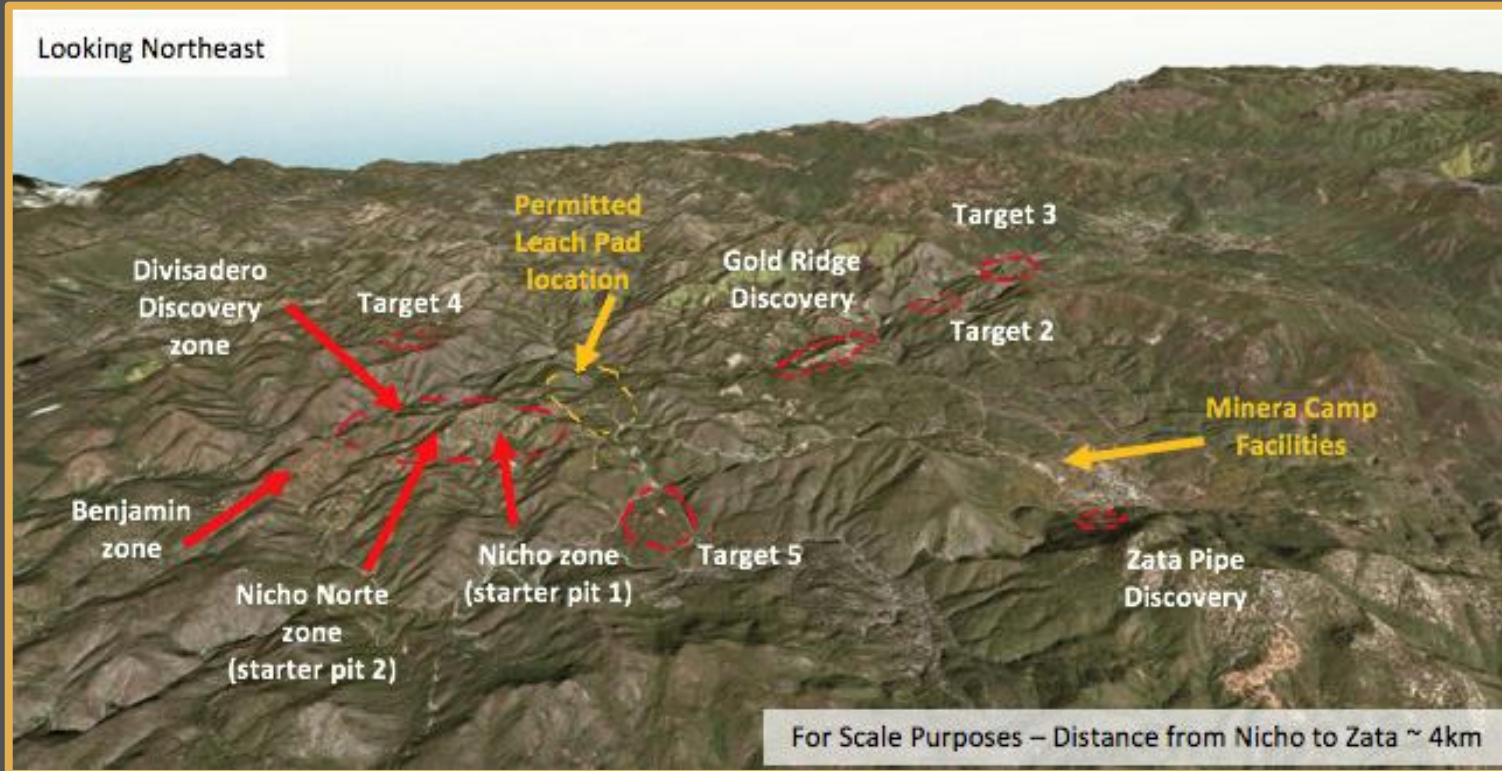 Looking Northeast
Permitted
Leach Pad
location
Target 3
Divisadero
Discovery
zone
Target 4
Gold Ridge
Discovery
Target 2
Minera Camp
Facilities
Benjamin
zone
Nicho Norte
zone
(starter pit 2)
Nicho zone
(starter pit 1)
Target 5
Zata Pipe
Discovery
For Scale Purposes – Distance from Nicho to Zata ~ 4km